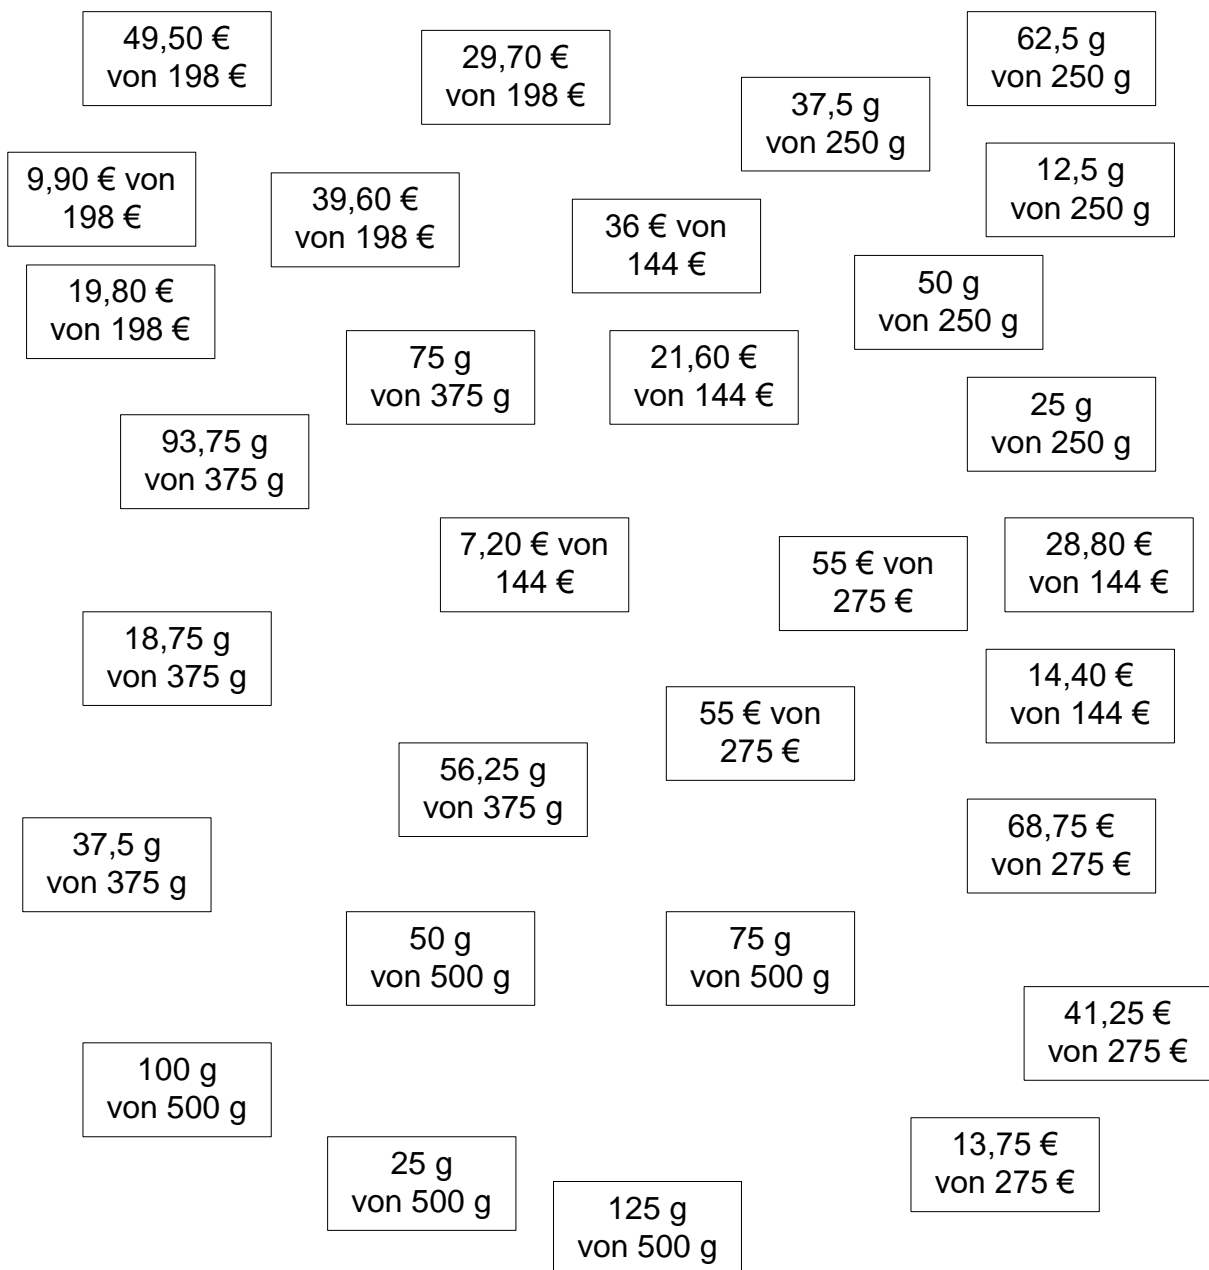 49,50 €
von 198 €
29,70 €
von 198 €
62,5 g
von 250 g
37,5 g
von 250 g
9,90 € von
198 €
39,60 €
von 198 €
36 € von
144 €
12,5 g
von 250 g
19,80 €
von 198 €
50 g
von 250 g
75 g
von 375 g
21,60 €
von 144 €
25 g
von 250 g
93,75 g
von 375 g
7,20 € von
144 €
55 € von
275 €
28,80 €
von 144 €
18,75 g
von 375 g
14,40 €
von 144 €
55 € von
275 €
56,25 g
von 375 g
68,75 €
von 275 €
37,5 g
von 375 g
50 g
von 500 g
75 g
von 500 g
41,25 €
von 275 €
100 g
von 500 g
13,75 €
von 275 €
25 g
von 500 g
125 g
von 500 g